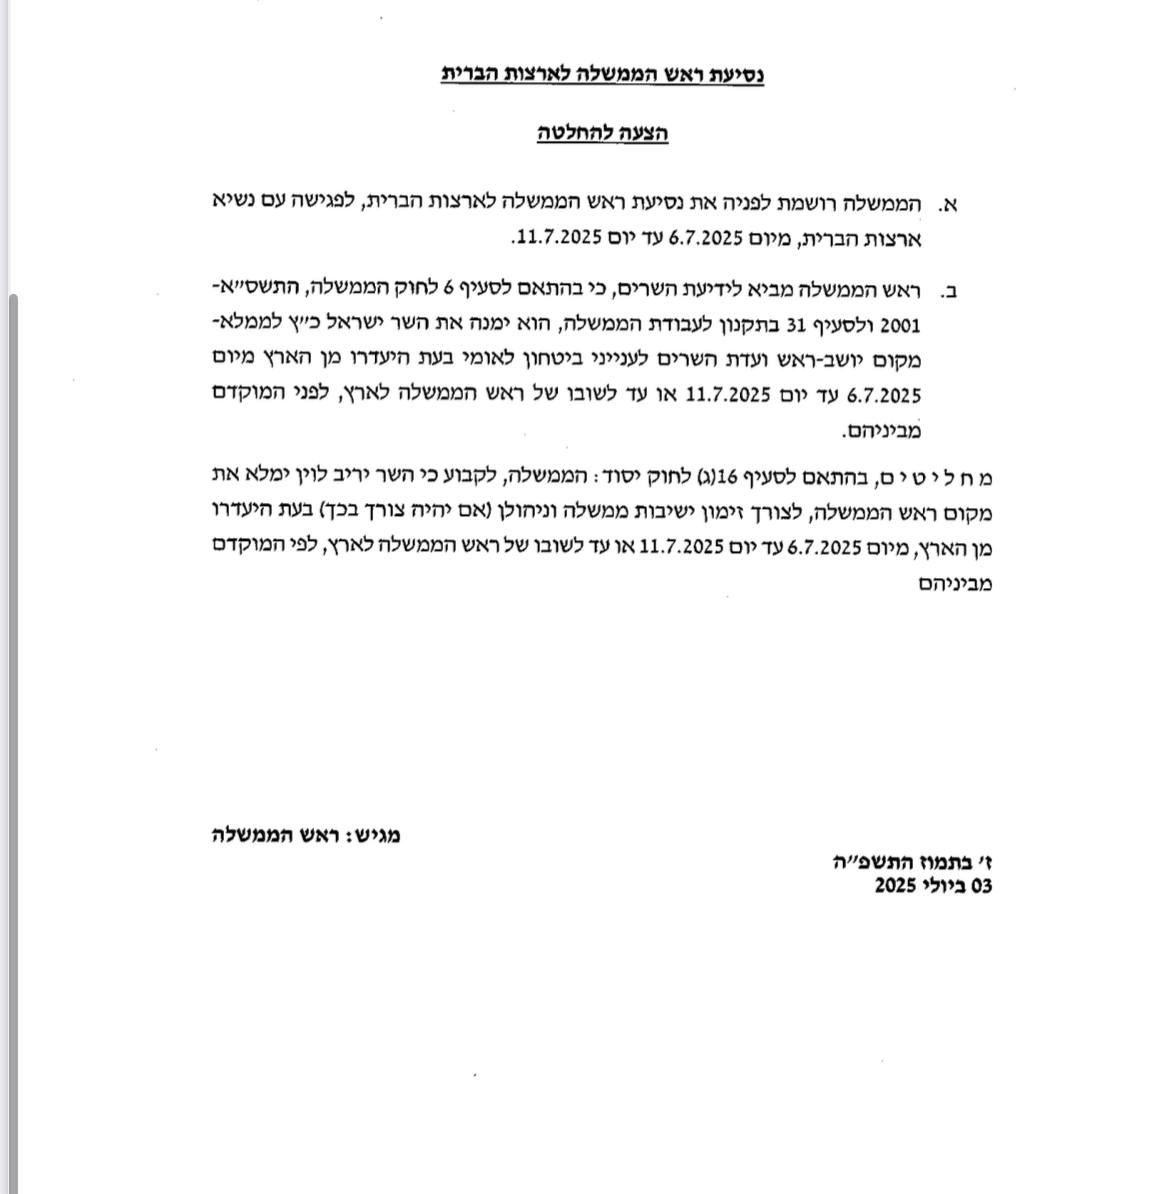 נסיעת ראש הממשלה לארצות הברית
הצעה להחלטה
א. הממשלה רושמת לפניה את נסיעת ראש הממשלה לארצות הברית, לפגישה עם נשיא
ארצות הברית, מיום 6.7.2025 עד יום 11.7.2025.
ב. ראש הממשלה מביא לידיעת השרים, כי בהתאם לסעיף 6 לחוק הממשלה, התשס״א-
2001 ולסעיף 31 בתקנון לעבודת הממשלה, הוא ימנה את השר ישראל כ״ץ לממלא-
מקום יושב-ראש ועדת השרים לענייני ביטחון לאומי בעת היעדרו מן הארץ מיום
6.7.2025 עד יום 11.7.2025 או עד לשובו של ראש הממשלה לארץ, לפני המוקדם
מביניהם.
מ ח ל י ט י ם, בהתאם לסעיף 16(ג) לחוק יסוד: הממשלה, לקבוע כי השר יריב לוין ימלא את
מקום ראש הממשלה, לצורך זימון ישיבות ממשלה וניהולן (אם יהיה צורך בכך) בעת היעדרו
מן הארץ, מיום 6.7.2025 עד יום 11.7.2025 או עד לשובו של ראש הממשלה לארץ, לפי המוקדם
מביניהם
מגיש: ראש הממשלה
ז׳ בתמוז התשפ״ה
03 ביולי 2025